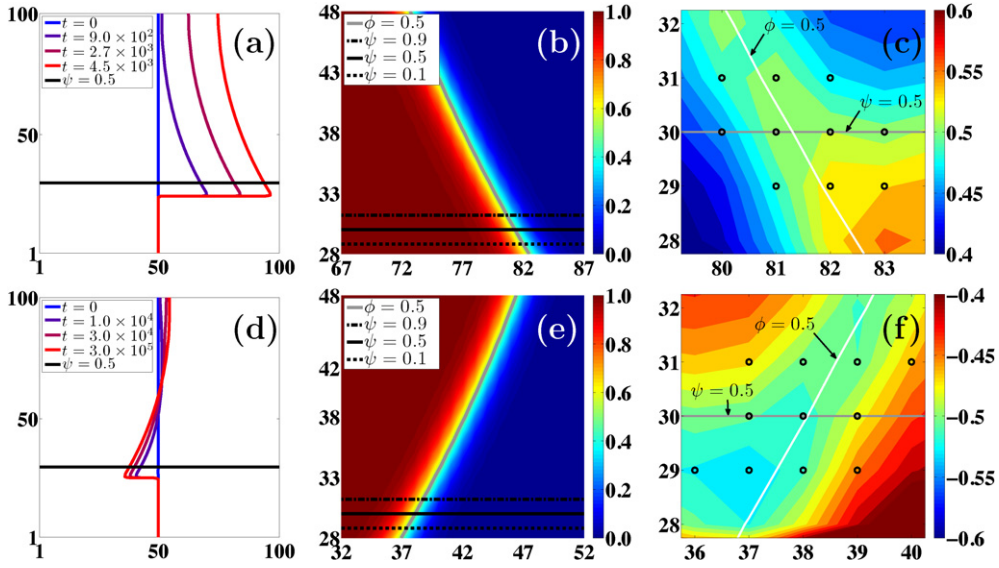 (a)
t = 0
t = 9.0 × 10²
t = 2.7 × 10³
t = 4.5 × 10³
ψ = 0.5
100
50
1
1
50
100
(b)
ϕ = 0.5
ψ = 0.9
ψ = 0.5
ψ = 0.1
48
43
38
33
28
67
72
77
82
87
1.0
0.8
0.6
0.4
0.2
0.0
(c)
ϕ = 0.5
ψ = 0.5
32
31
30
29
28
80
81
82
83
0.6
0.55
0.5
0.45
0.4
(d)
t = 0
t = 1.0 × 10⁴
t = 3.0 × 10⁴
t = 3.0 × 10⁵
ψ = 0.5
100
50
1
1
50
100
(e)
ϕ = 0.5
ψ = 0.9
ψ = 0.5
ψ = 0.1
48
42
38
33
28
32
37
42
47
52
1.0
0.8
0.6
0.4
0.2
0.0
(f)
ϕ = 0.5
ψ = 0.5
32
31
30
29
28
36
37
38
39
40
−0.4
−0.45
−0.5
−0.55
−0.6